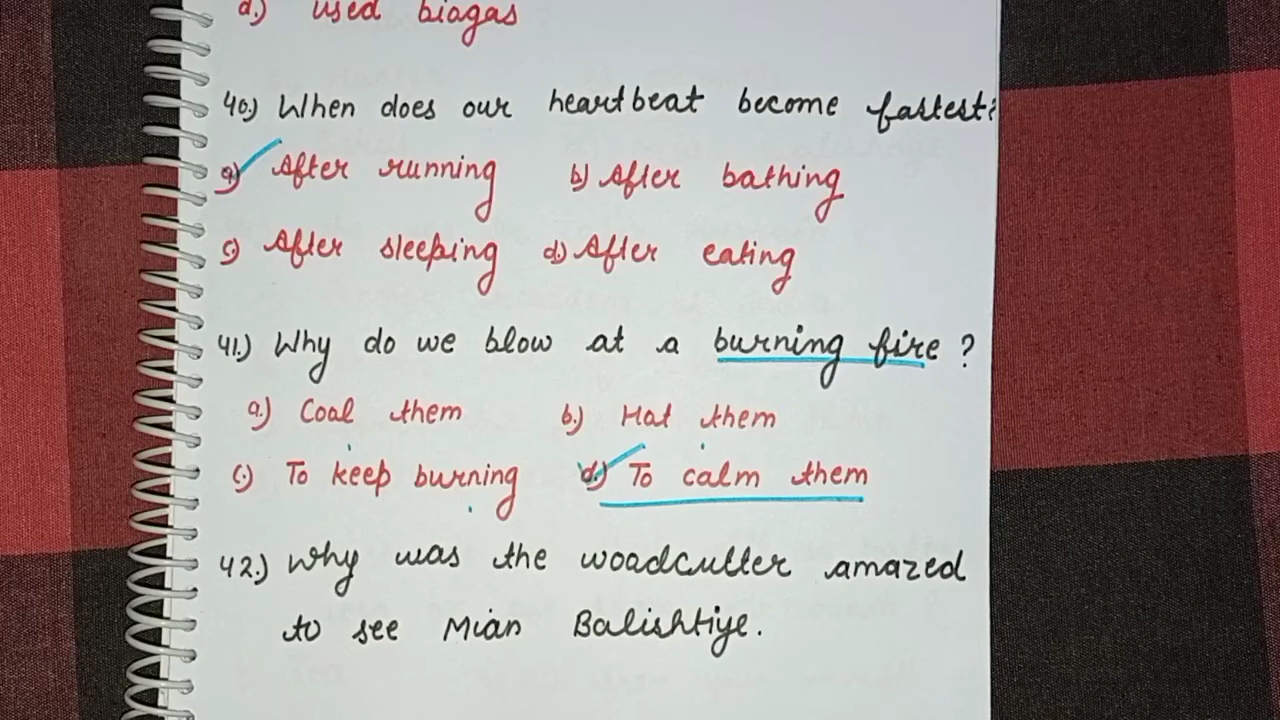 d.) used biogas
40.) When does our heartbeat become fastest?
a) After running b) After bathing
c) After sleeping d.) After eating
41.) Why do we blow at a burning fire ?
a.) Coal them b.) Hat them
c.) To keep burning d.) To calm them
42.) Why was the woodcutter amazed
to see Mian Balishtiye.